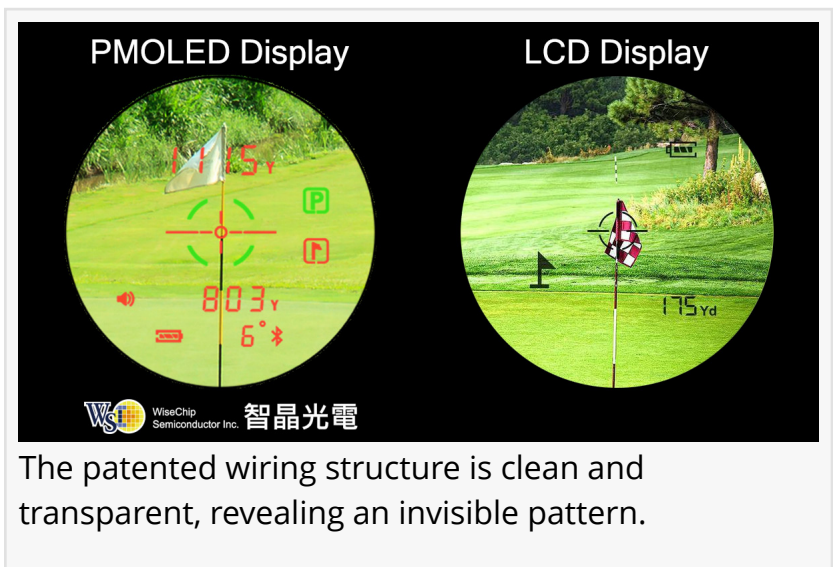 PMOLED Display
LCD Display
1115Y
P
803Y
6°
175Yd
WSI
WiseChip
Semiconductor Inc.
智晶光電
The patented wiring structure is clean and
transparent, revealing an invisible pattern.